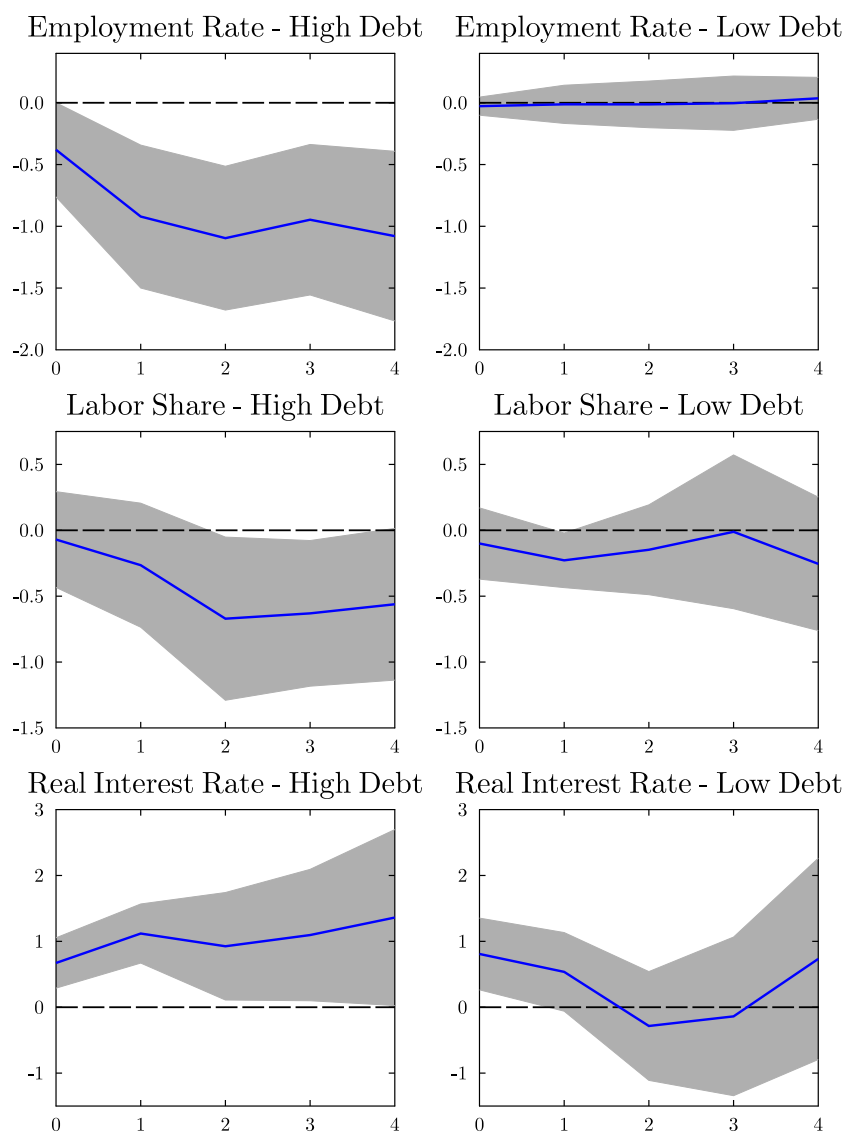 Employment Rate - High Debt
Employment Rate - Low Debt
0.0
-0.5
-1.0
-1.5
-2.0
0 1 2 3 4
0.0
-0.5
-1.0
-1.5
-2.0
0 1 2 3 4
Labor Share - High Debt
Labor Share - Low Debt
0.5
0.0
-0.5
-1.0
-1.5
0 1 2 3 4
0.5
0.0
-0.5
-1.0
-1.5
0 1 2 3 4
Real Interest Rate - High Debt
Real Interest Rate - Low Debt
3
2
1
0
-1
0 1 2 3 4
3
2
1
0
-1
0 1 2 3 4